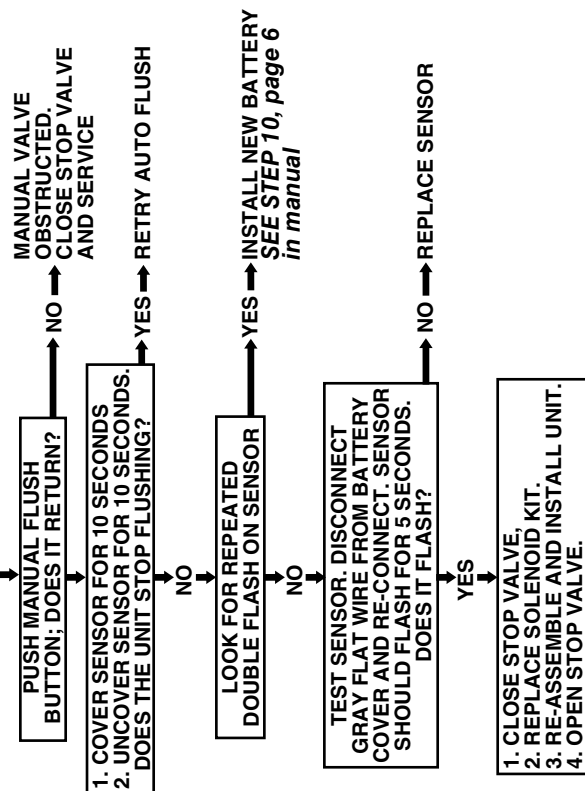 PUSH MANUAL FLUSH
BUTTON; DOES IT RETURN?
NO
MANUAL VALVE
OBSTRUCTED.
CLOSE STOP VALVE
AND SERVICE
1. COVER SENSOR FOR 10 SECONDS
2. UNCOVER SENSOR FOR 10 SECONDS.
DOES THE UNIT STOP FLUSHING?
YES
RETRY AUTO FLUSH
NO
LOOK FOR REPEATED
DOUBLE FLASH ON SENSOR
YES
INSTALL NEW BATTERY
SEE STEP 10, page 6
in manual
NO
TEST SENSOR. DISCONNECT
GRAY FLAT WIRE FROM BATTERY
COVER AND RE-CONNECT. SENSOR
SHOULD FLASH FOR 5 SECONDS.
DOES IT FLASH?
NO
REPLACE SENSOR
YES
1. CLOSE STOP VALVE,
2. REPLACE SOLENOID KIT.
3. RE-ASSEMBLE AND INSTALL UNIT.
4. OPEN STOP VALVE.